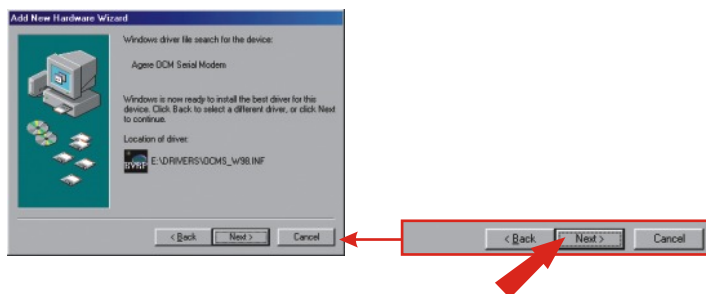 Add New Hardware Wizard
Windows driver file search for the device:
Agere OCM Serial Modem
Windows is now ready to install the best driver for this
device. Click Back to select a different driver, or click Next
to continue.
Location of driver:
E:\DRIVERS\OCMS_W98.INF
< Back Next > Cancel
< Back Next > Cancel